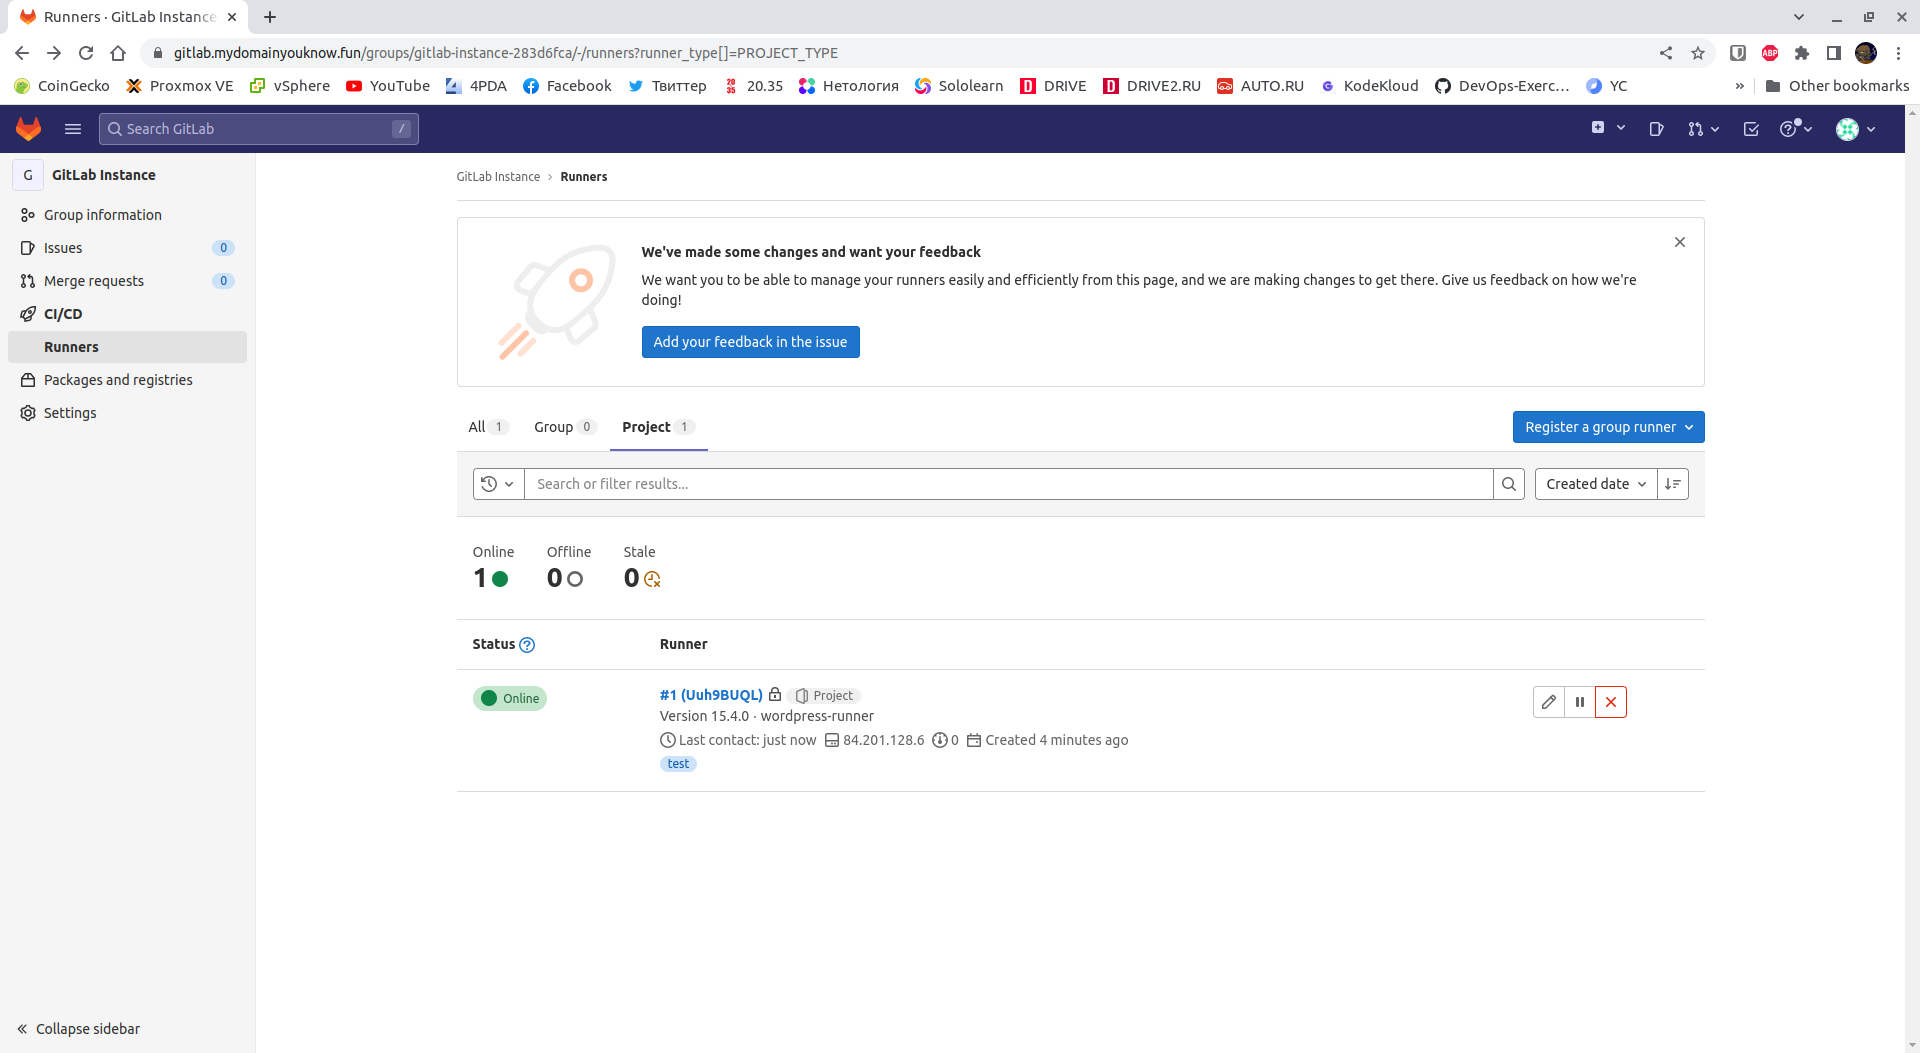 Runners · GitLab Instance
gitlab.mydomainyouknow.fun/groups/gitlab-instance-283d6fca/-/runners?runner_type[]=PROJECT_TYPE
ABP
CoinGecko Proxmox VE vSphere YouTube 4PDA Facebook Твиттер 20.35 Нетология Sololearn DRIVE DRIVE2.RU AUTO.RU KodeKloud DevOps-Exerc... YC » Other bookmarks
Search GitLab /
G GitLab Instance
Group information
Issues 0
Merge requests 0
CI/CD
Runners
Packages and registries
Settings
Collapse sidebar
GitLab Instance › Runners
We've made some changes and want your feedback
We want you to be able to manage your runners easily and efficiently from this page, and we are making changes to get there. Give us feedback on how we're
doing!
Add your feedback in the issue
All 1 Group 0 Project 1 Register a group runner
Search or filter results... Created date
Online Offline Stale
1 0 0
Status ? Runner
Online #1 (Uuh9BUQL) Project
Version 15.4.0 · wordpress-runner
Last contact: just now 84.201.128.6 0 Created 4 minutes ago
test